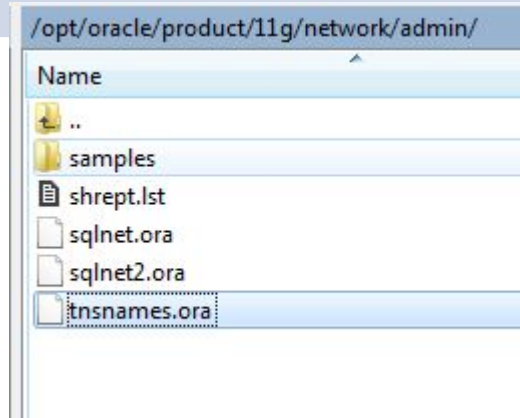 /opt/oracle/product/11g/network/admin/
Name
..
samples
shrept.lst
sqlnet.ora
sqlnet2.ora
tnsnames.ora